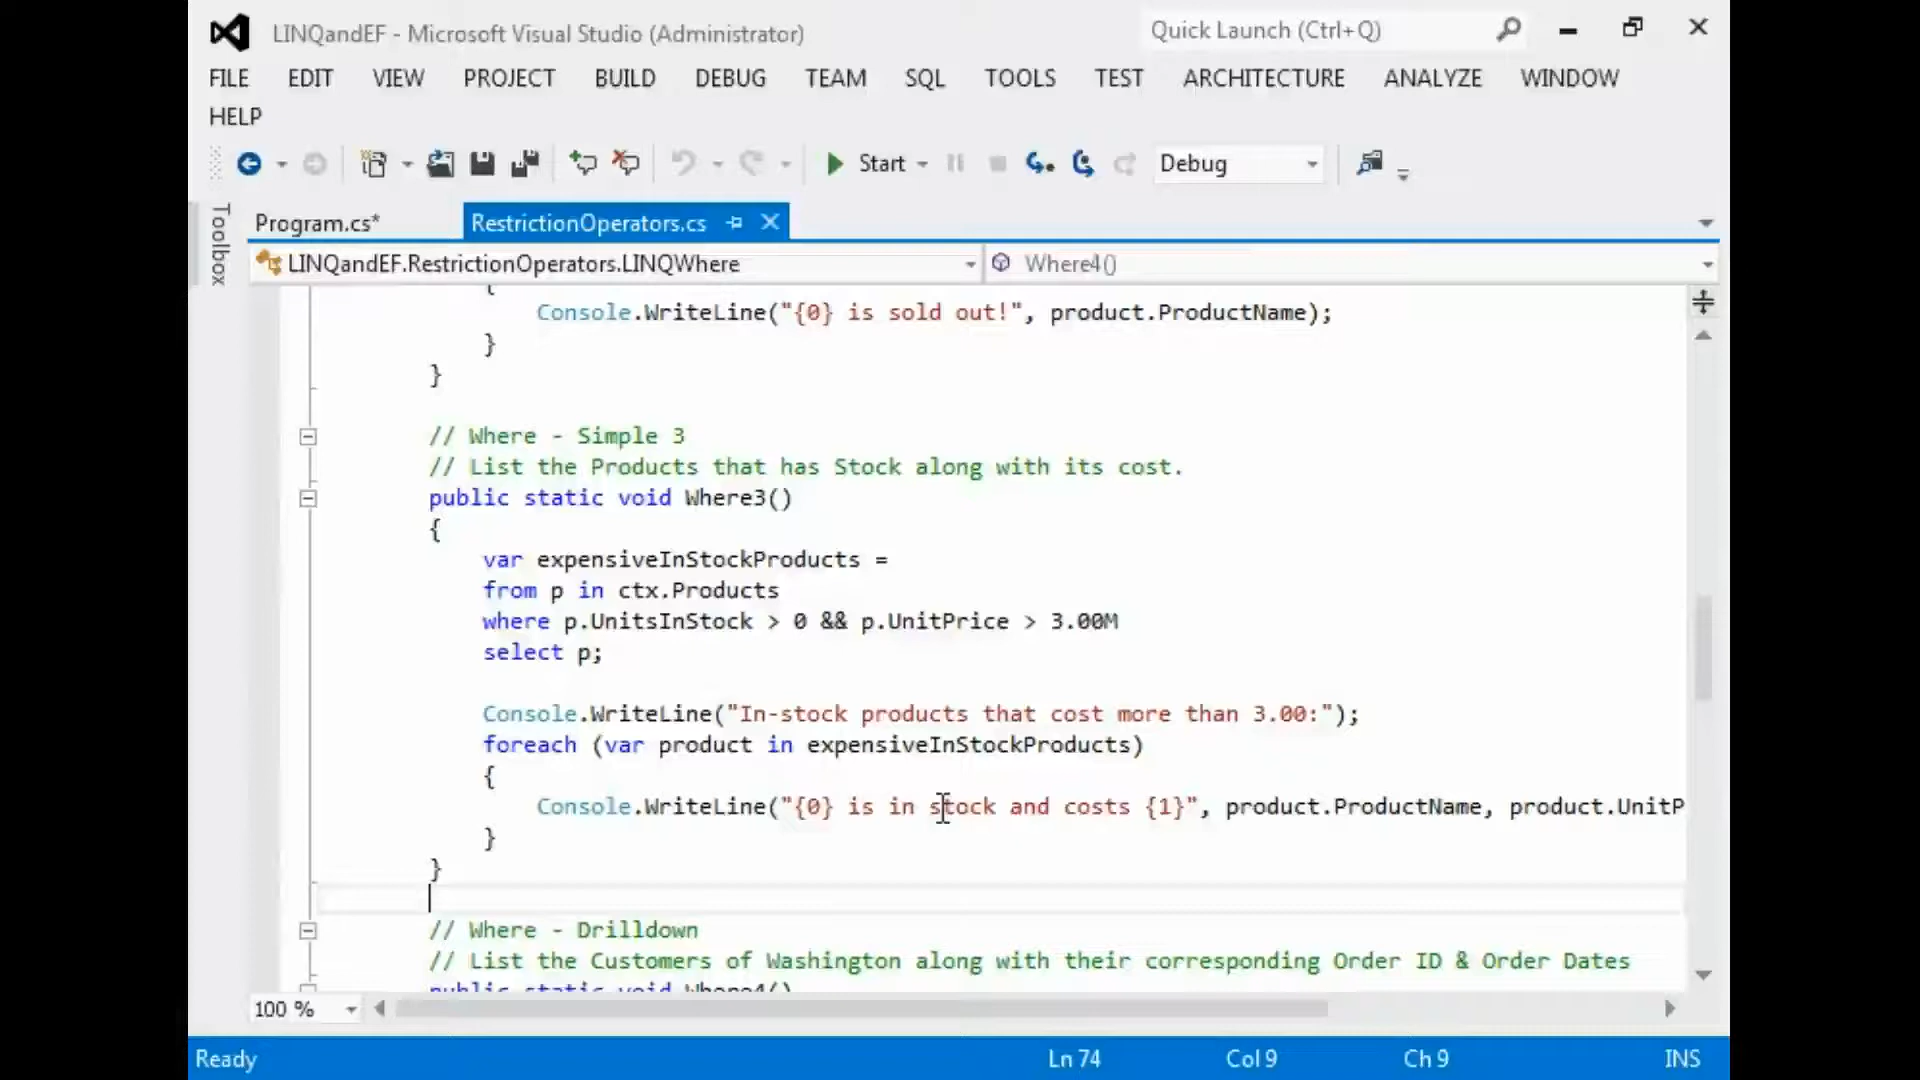 LINQandEF - Microsoft Visual Studio (Administrator)
Quick Launch (Ctrl+Q)
FILE EDIT VIEW PROJECT BUILD DEBUG TEAM SQL TOOLS TEST ARCHITECTURE ANALYZE WINDOW
HELP
Start
Debug
Toolbox
Program.cs*
RestrictionOperators.cs
LINQandEF.RestrictionOperators.LINQWhere
Where4()
{
Console.WriteLine("{0} is sold out!", product.ProductName);
}
}
// Where - Simple 3
// List the Products that has Stock along with its cost.
public static void Where3()
{
var expensiveInStockProducts =
from p in ctx.Products
where p.UnitsInStock > 0 && p.UnitPrice > 3.00M
select p;
Console.WriteLine("In-stock products that cost more than 3.00:");
foreach (var product in expensiveInStockProducts)
{
Console.WriteLine("{0} is in stock and costs {1}", product.ProductName, product.UnitP
}
}
// Where - Drilldown
// List the Customers of Washington along with their corresponding Order ID & Order Dates
public static void Where4()
100 %
Ready
Ln 74
Col 9
Ch 9
INS